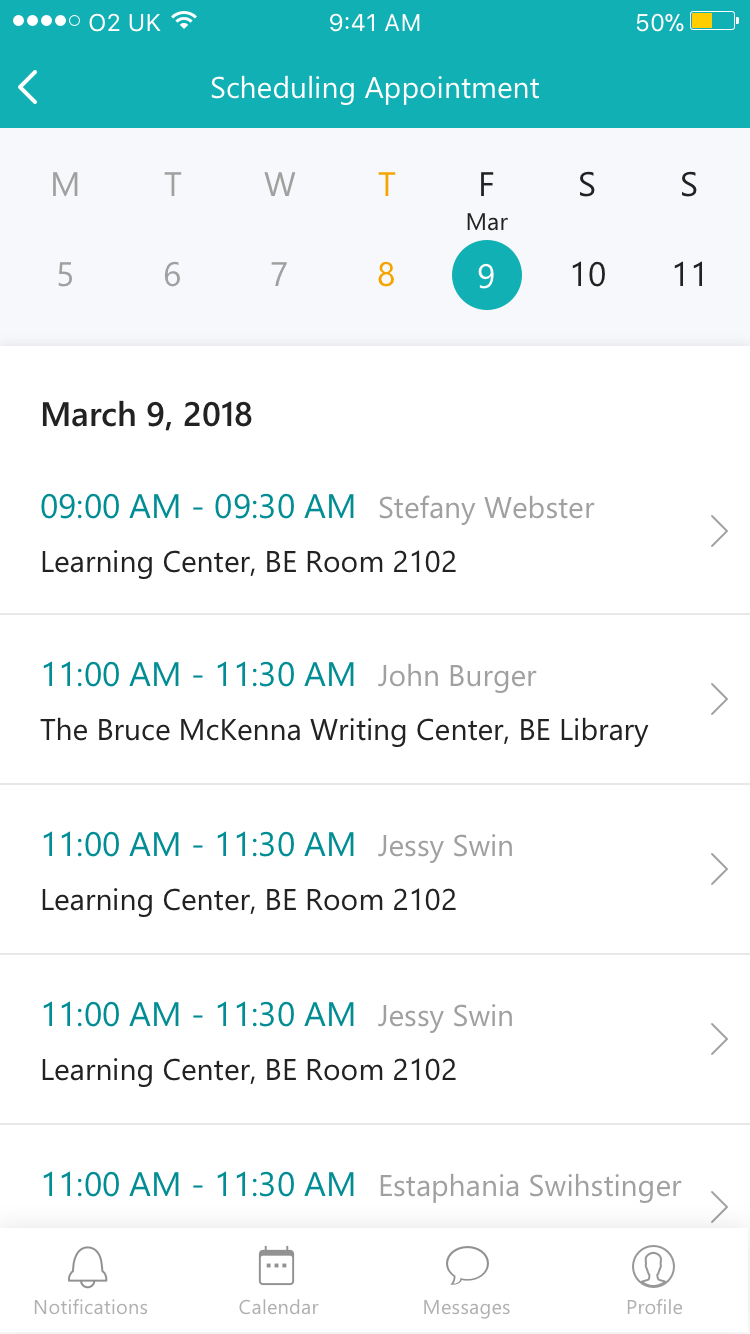 O2 UK 9:41 AM 50%
Scheduling Appointment
M T W T F S S
Mar
5 6 7 8 9 10 11
March 9, 2018
09:00 AM - 09:30 AM Stefany Webster
Learning Center, BE Room 2102
11:00 AM - 11:30 AM John Burger
The Bruce McKenna Writing Center, BE Library
11:00 AM - 11:30 AM Jessy Swin
Learning Center, BE Room 2102
11:00 AM - 11:30 AM Jessy Swin
Learning Center, BE Room 2102
11:00 AM - 11:30 AM Estaphania Swihstinger
Notifications Calendar Messages Profile